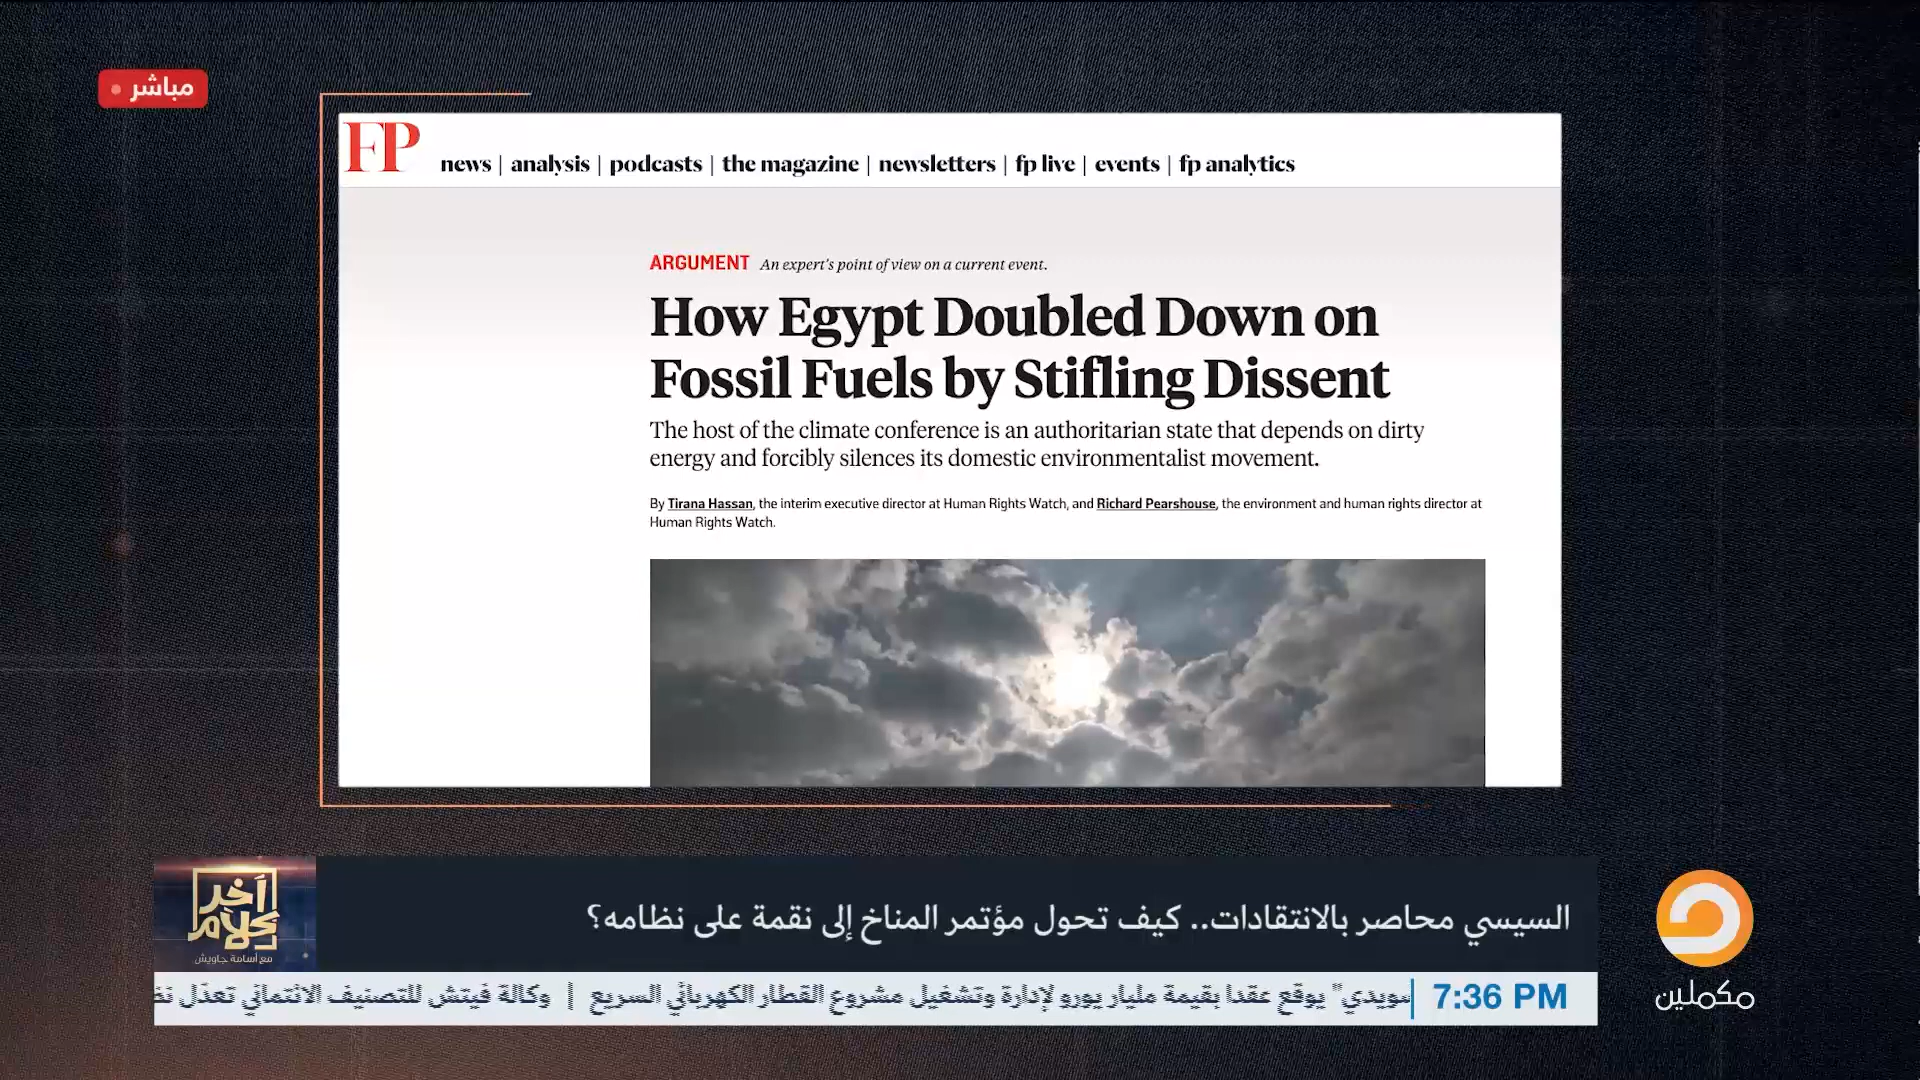 مباشر
FP
news | analysis | podcasts | the magazine | newsletters | fp live | events | fp analytics
ARGUMENT An expert's point of view on a current event.
How Egypt Doubled Down on
Fossil Fuels by Stifling Dissent
The host of the climate conference is an authoritarian state that depends on dirty
energy and forcibly silences its domestic environmentalist movement.
By Tirana Hassan, the interim executive director at Human Rights Watch, and Richard Pearshouse, the environment and human rights director at
Human Rights Watch.
آخر
كلام
مع أسامة جاويش
السيسي محاصر بالانتقادات.. كيف تحول مؤتمر المناخ إلى نقمة على نظامه؟
7:36 PM
سويدي" يوقع عقدا بقيمة مليار يورو لإدارة وتشغيل مشروع القطار الكهربائي السريع | وكالة فيتش للتصنيف الائتماني تعدّل
مكملين